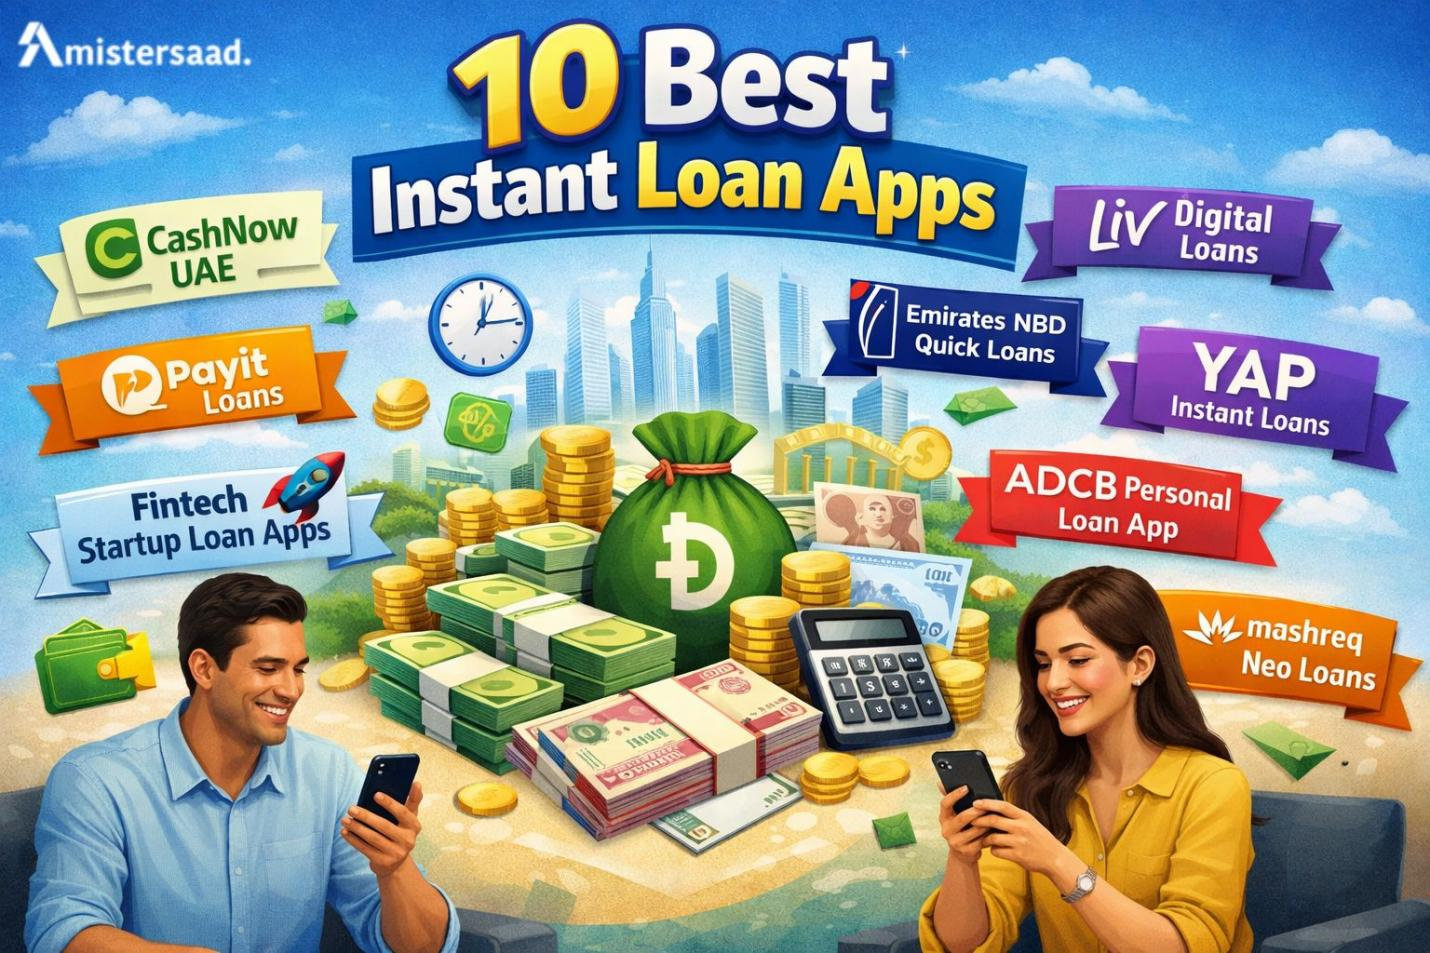 Amistersaad.
10 Best
Instant Loan Apps
CashNow
UAE
Payit
Loans
Fintech
Startup Loan Apps
Liv Digital
Loans
Emirates NBD
Quick Loans
YAP
Instant Loans
ADCB Personal
Loan App
mashreq
Neo Loans